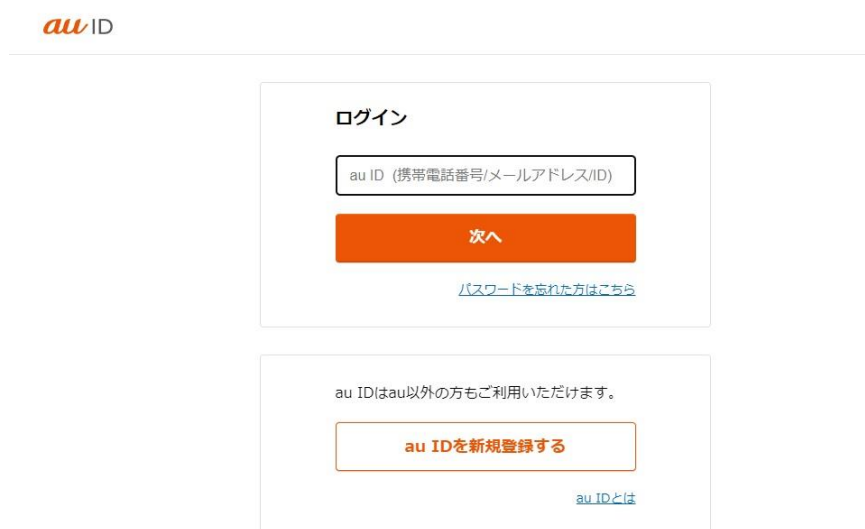 au ID
ログイン
au ID (携帯電話番号/メールアドレス/ID)
次へ
パスワードを忘れた方はこちら
au IDはau以外の方もご利用いただけます。
au IDを新規登録する
au IDとは